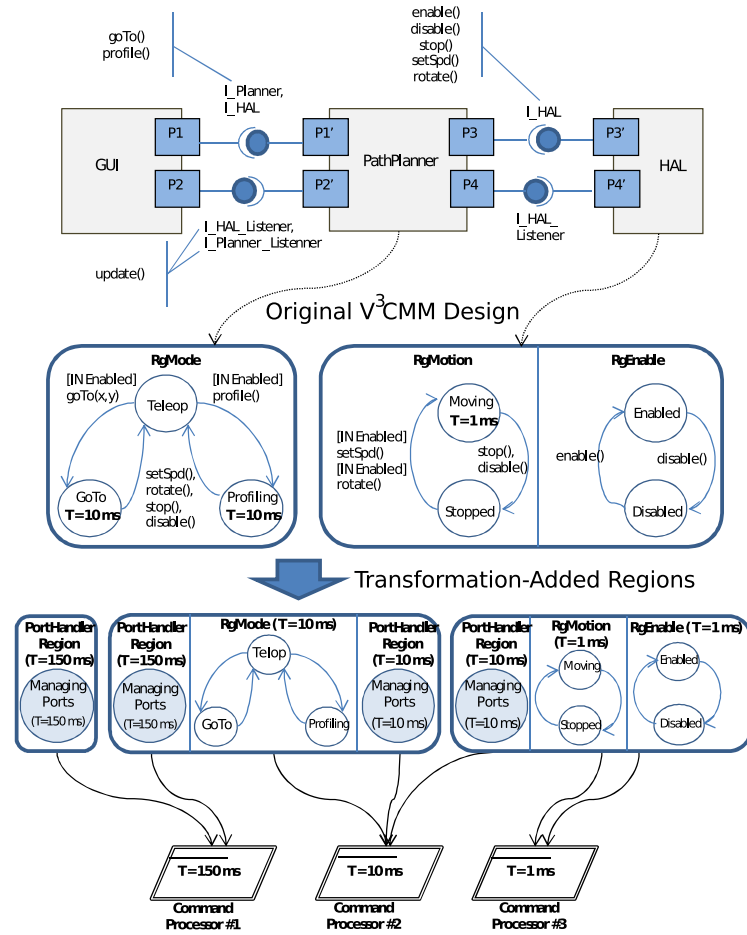 goTo()
profile()
enable()
disable()
stop()
setSpd()
rotate()
I_Planner,
I_HAL
I_HAL
GUI
P1
P1'
PathPlanner
P3
P3'
HAL
P2
P2'
P4
P4'
I_HAL_Listener,
I_Planner_Listenner
I_HAL_
Listener
update()
Original V³CMM Design
RgMode
[IN Enabled]
goTo(x,y)
Teleop
[IN Enabled]
profile()
GoTo
T=10 ms
setSpd(),
rotate(),
stop(),
disable()
Profiling
T=10 ms
RgMotion
Moving
T=1 ms
[IN Enabled]
setSpd()
[IN Enabled]
rotate()
stop(),
disable()
Stopped
RgEnable
Enabled
enable()
disable()
Disabled
Transformation-Added Regions
PortHandler
Region
(T=150 ms)
Managing
Ports
(T=150 ms)
PortHandler
Region
(T=150 ms)
Managing
Ports
(T=150 ms)
RgMode (T=10 ms)
Tellop
GoTo
Profiling
PortHandler
Region
(T=10 ms)
Managing
Ports
(T=10 ms)
PortHandler
Region
(T=10 ms)
Managing
Ports
(T=10 ms)
RgMotion
(T=1 ms)
Moving
Stopped
RgEnable (T=1 ms)
Enabled
Disabled
T=150 ms
Command
Processor #1
T=10 ms
Command
Processor #2
T=1 ms
Command
Processor #3